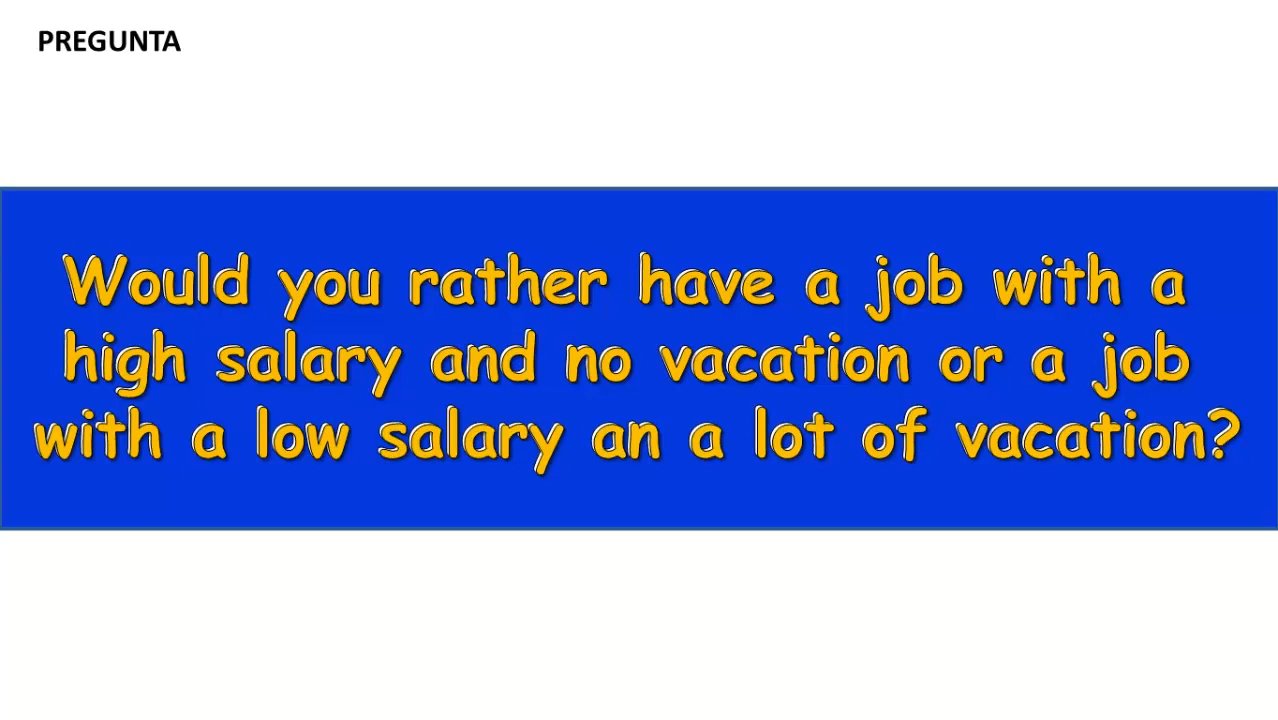 PREGUNTA
Would you rather have a job with a
high salary and no vacation or a job
with a low salary an a lot of vacation?